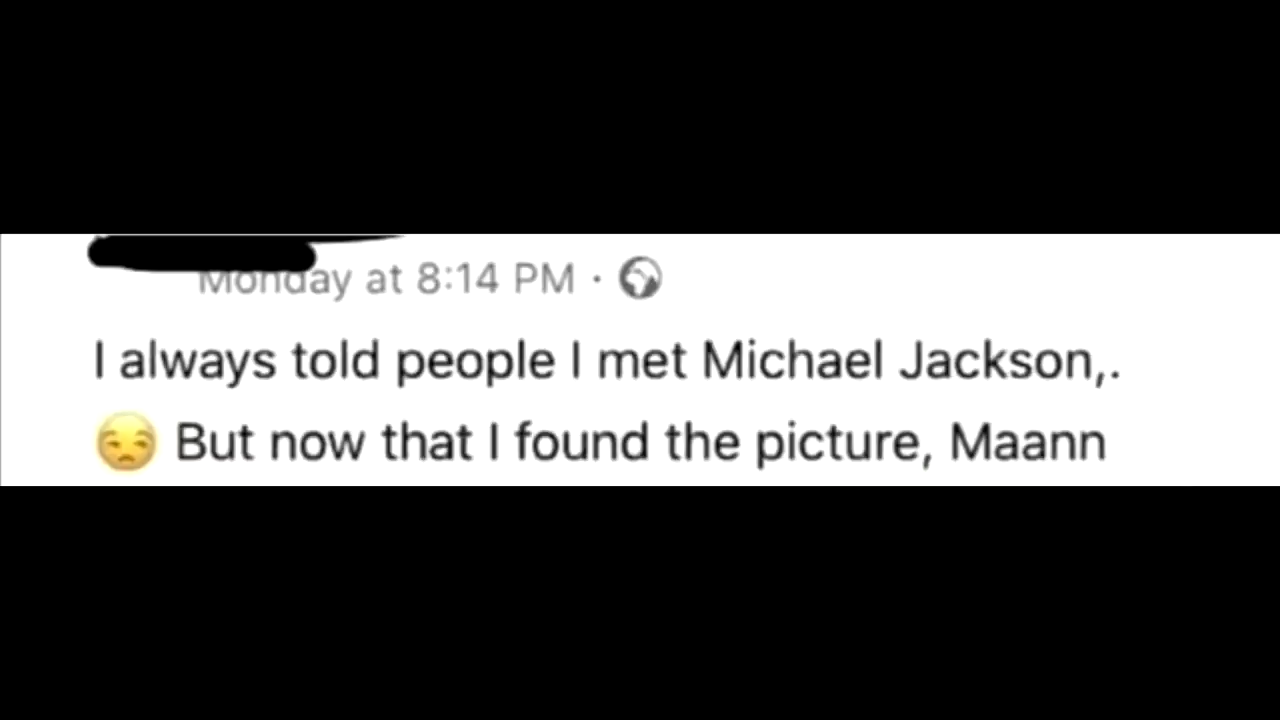 Monday at 8:14 PM ·
I always told people I met Michael Jackson,.
😒 But now that I found the picture, Maann